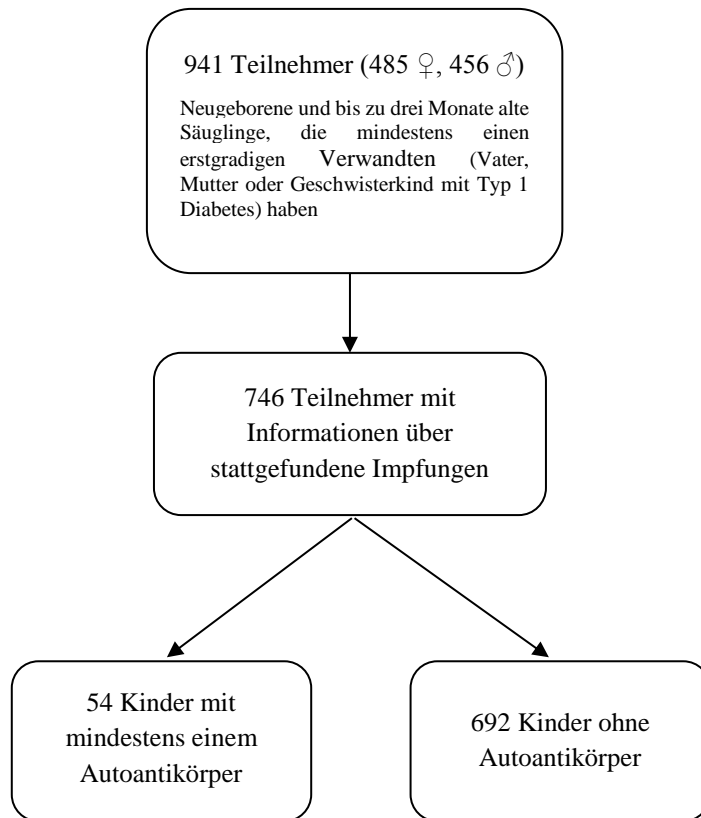 941 Teilnehmer (485 ♀, 456 ♂)
Neugeborene und bis zu drei Monate alte
Säuglinge, die mindestens einen
erstgradigen Verwandten (Vater,
Mutter oder Geschwisterkind mit Typ 1
Diabetes) haben
746 Teilnehmer mit
Informationen über
stattgefundene Impfungen
54 Kinder mit
mindestens einem
Autoantikörper
692 Kinder ohne
Autoantikörper